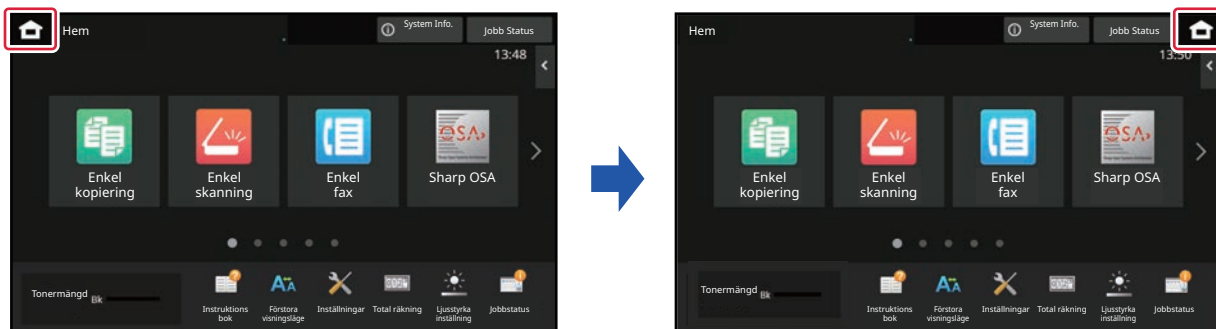 Hem
System Info.
Jobb Status
13:48
Enkel
kopiering
Enkel
skanning
Enkel
fax
OSA
Sharp OSA
Tonermängd
Bk
Instruktions
bok
Förstora
visningsläge
Inställningar
Total räkning
Ljusstyrka
inställning
Jobbstatus
Hem
System Info.
Jobb Status
13:50
Enkel
kopiering
Enkel
skanning
Enkel
fax
OSA
Sharp OSA
Tonermängd
Bk
Instruktions
bok
Förstora
visningsläge
Inställningar
Total räkning
Ljusstyrka
inställning
Jobbstatus